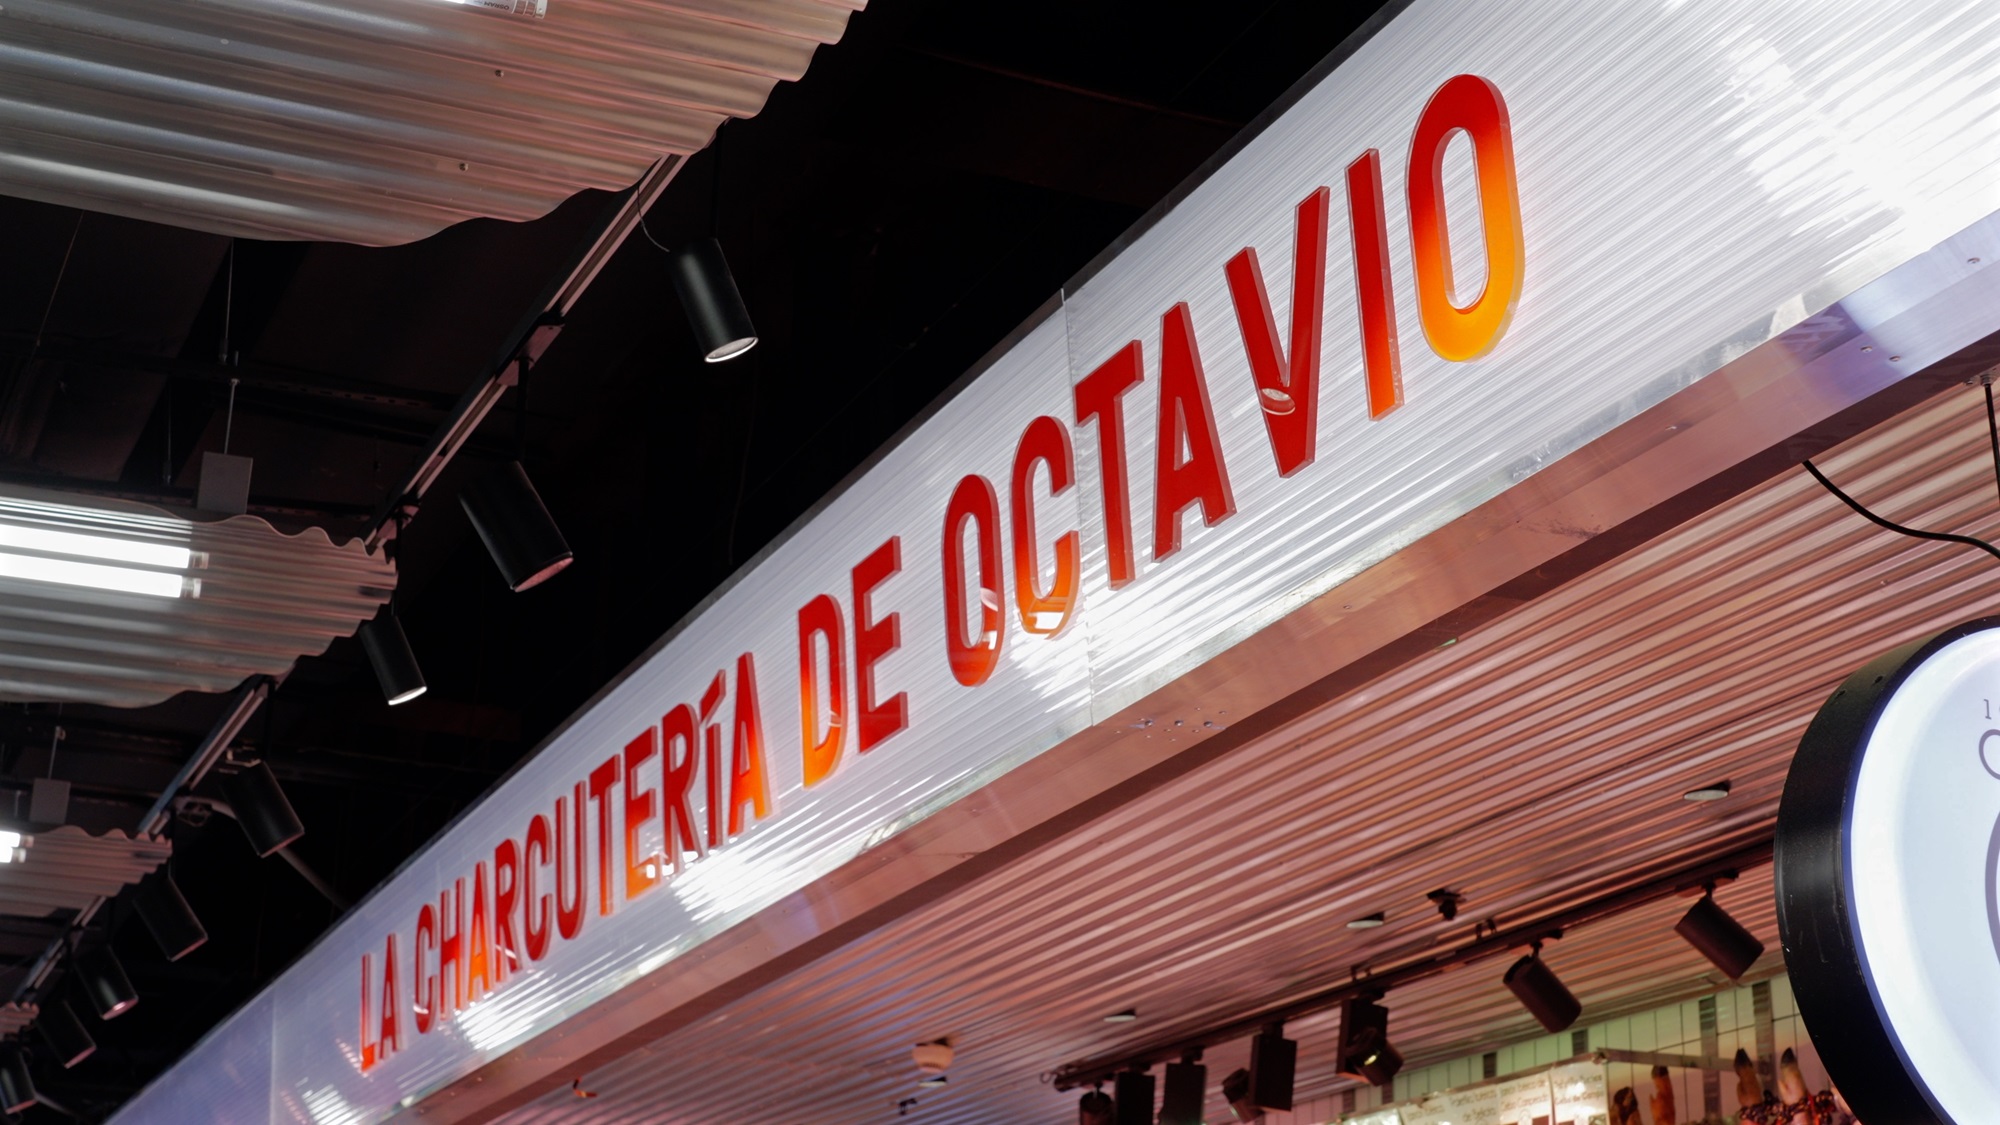 LA CHARCUTERÍA DE OCTAVIO